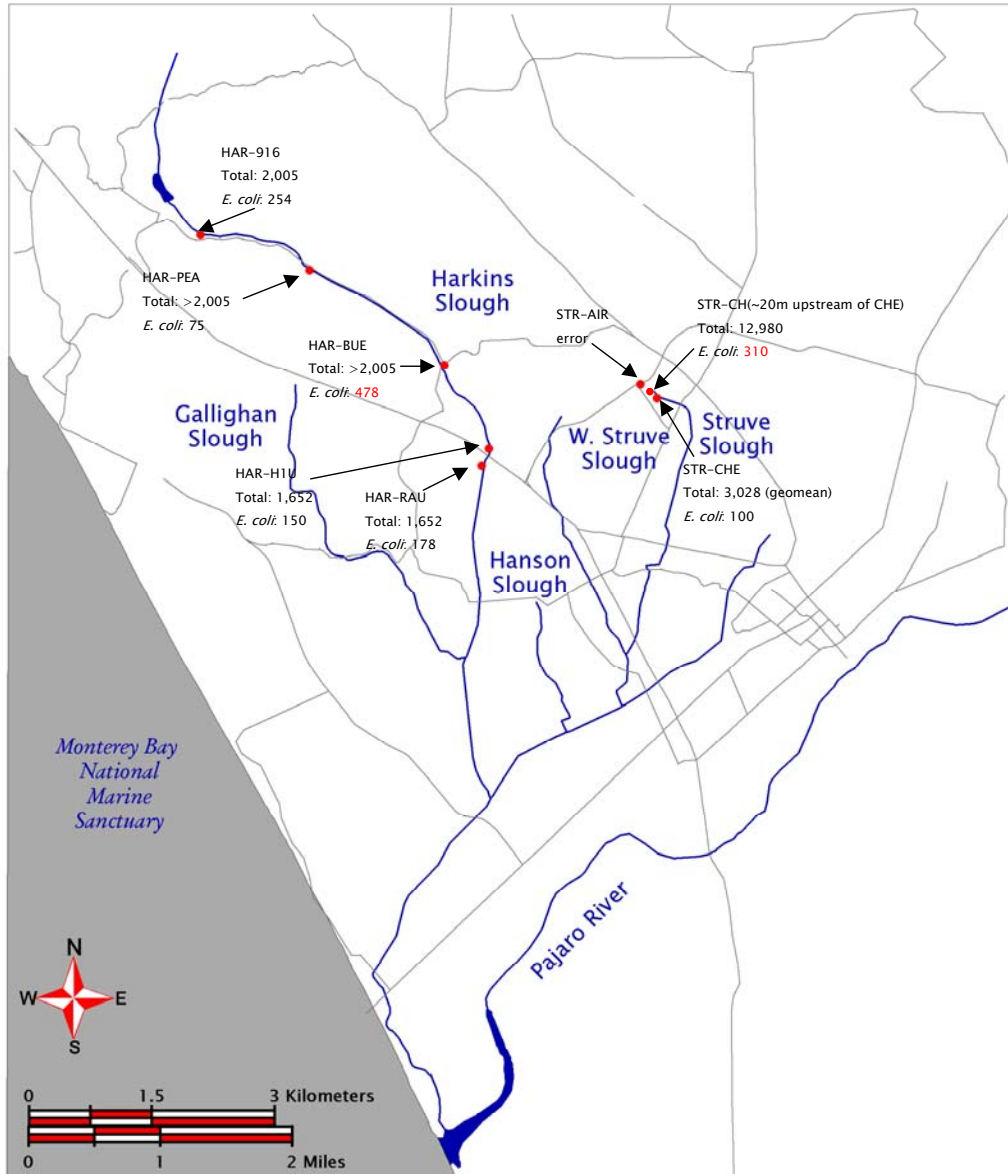 HAR-916
Total: 2,005
E. coli: 254
HAR-PEA
Total: >2,005
E. coli: 75
Harkins
Slough
STR-AIR
error
STR-CH(~20m upstream of CHE)
Total: 12,980
E. coli: 310
HAR-BUE
Total: >2,005
E. coli: 478
Gallighan
Slough
W. Struve
Slough
Struve
Slough
STR-CHE
Total: 3,028 (geomean)
E. coli: 100
HAR-H1U
Total: 1,652
E. coli: 150
HAR-RAU
Total: 1,652
E. coli: 178
Hanson
Slough
Monterey Bay
National
Marine
Sanctuary
Pajaro River
N
W E
S
0 1.5 3 Kilometers
0 1 2 Miles